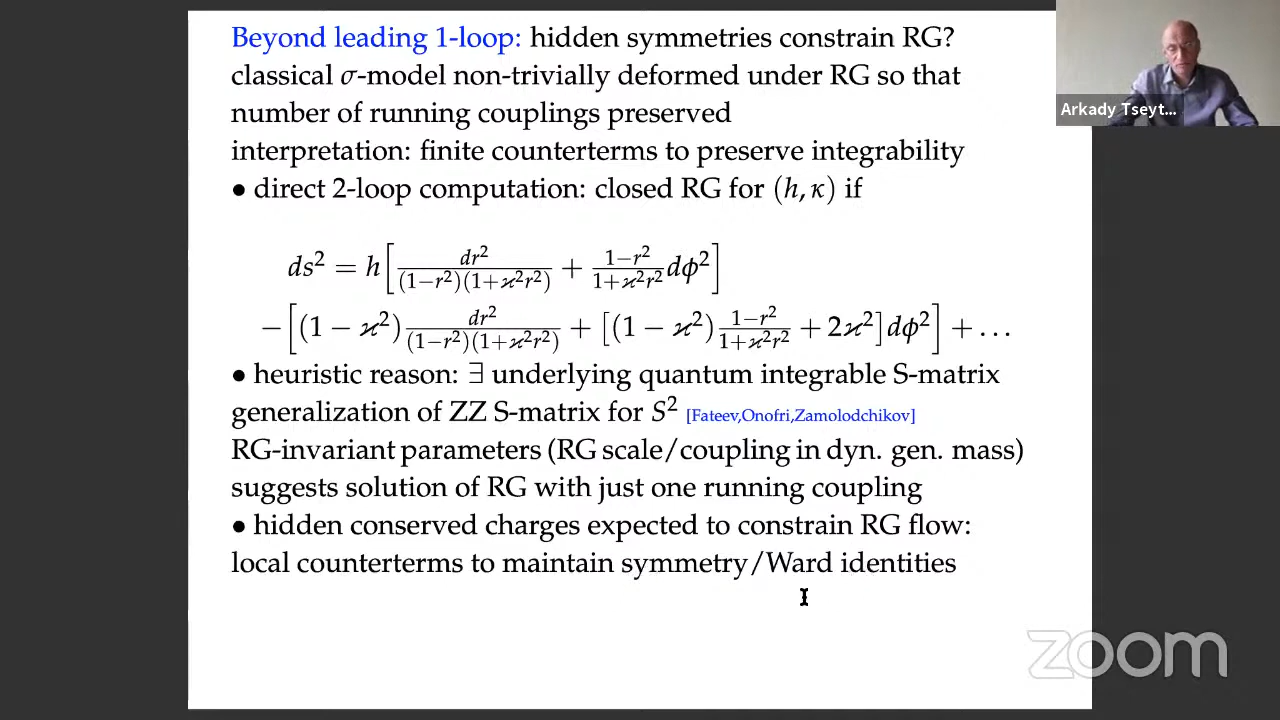 Beyond leading 1-loop: hidden symmetries constrain RG?
classical σ-model non-trivially deformed under RG so that
number of running couplings preserved
interpretation: finite counterterms to preserve integrability
• direct 2-loop computation: closed RG for (h, κ) if
ds² = h[ dr²/((1−r²)(1+ϰ²r²)) + (1−r²)/(1+ϰ²r²) dϕ² ]
−[ (1 − ϰ²) dr²/((1−r²)(1+ϰ²r²)) + [(1 − ϰ²) (1−r²)/(1+ϰ²r²) + 2ϰ²]dϕ² ] + . . .
• heuristic reason: ∃ underlying quantum integrable S-matrix
generalization of ZZ S-matrix for S² [Fateev,Onofri,Zamolodchikov]
RG-invariant parameters (RG scale/coupling in dyn. gen. mass)
suggests solution of RG with just one running coupling
• hidden conserved charges expected to constrain RG flow:
local counterterms to maintain symmetry/Ward identities
Arkady Tseyt...
zoom